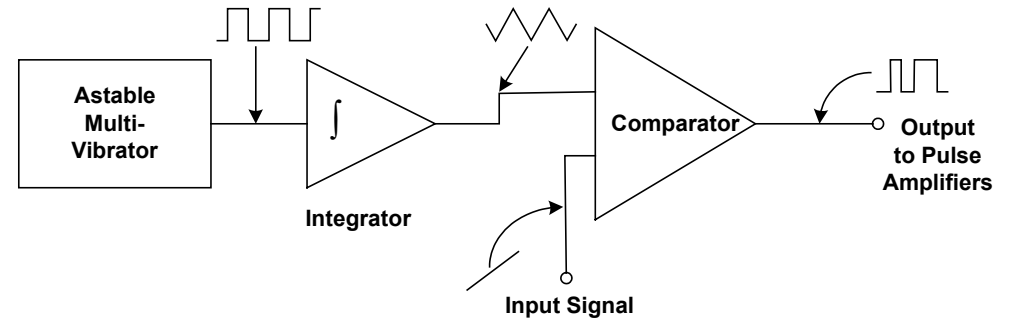 Astable
Multi-
Vibrator
∫
Integrator
Comparator
Output
to Pulse
Amplifiers
Input Signal